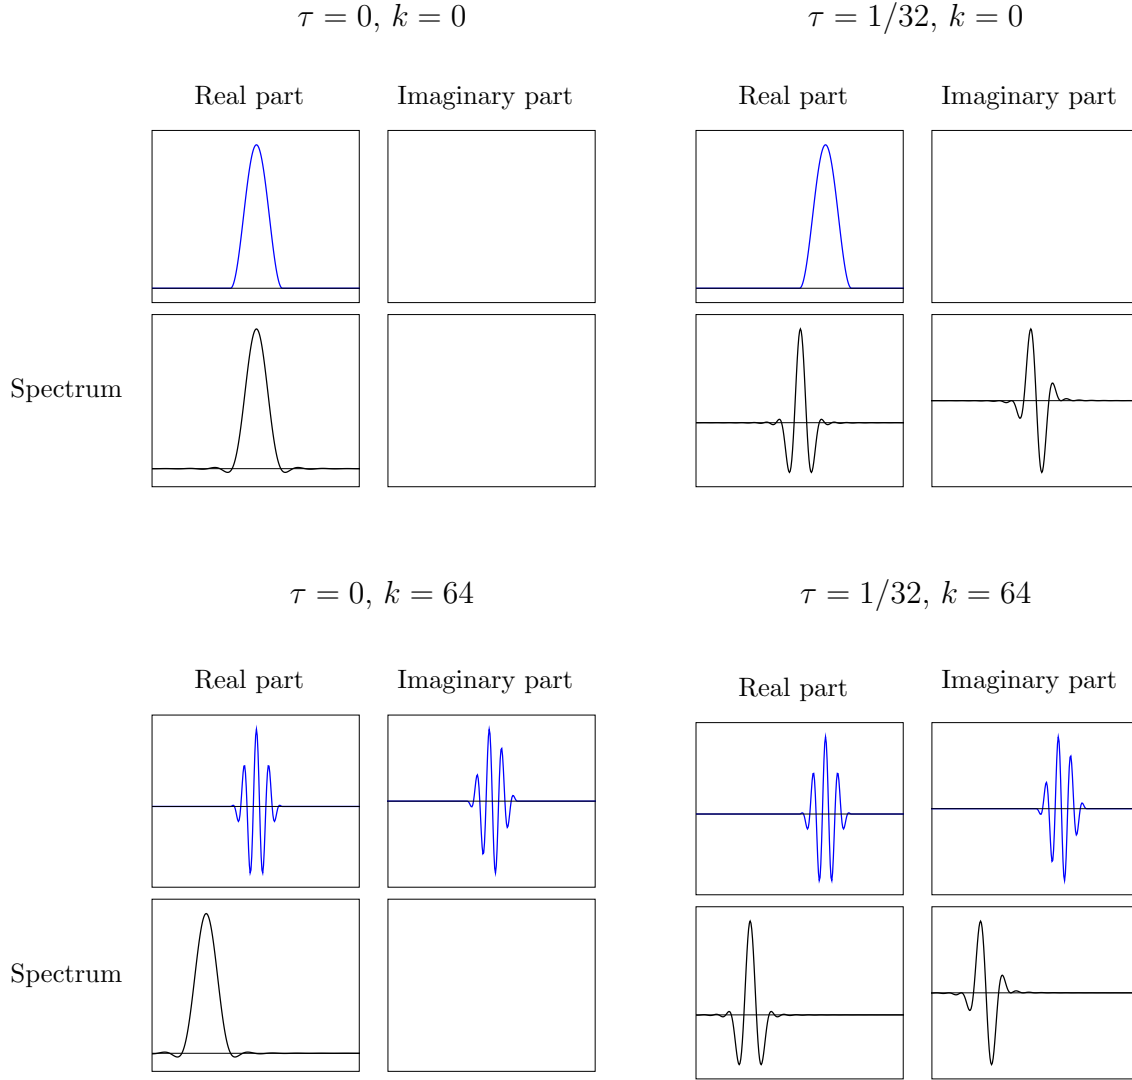 τ = 0, k = 0
τ = 1/32, k = 0
Real part
Imaginary part
Real part
Imaginary part
Spectrum
τ = 0, k = 64
τ = 1/32, k = 64
Real part
Imaginary part
Real part
Imaginary part
Spectrum